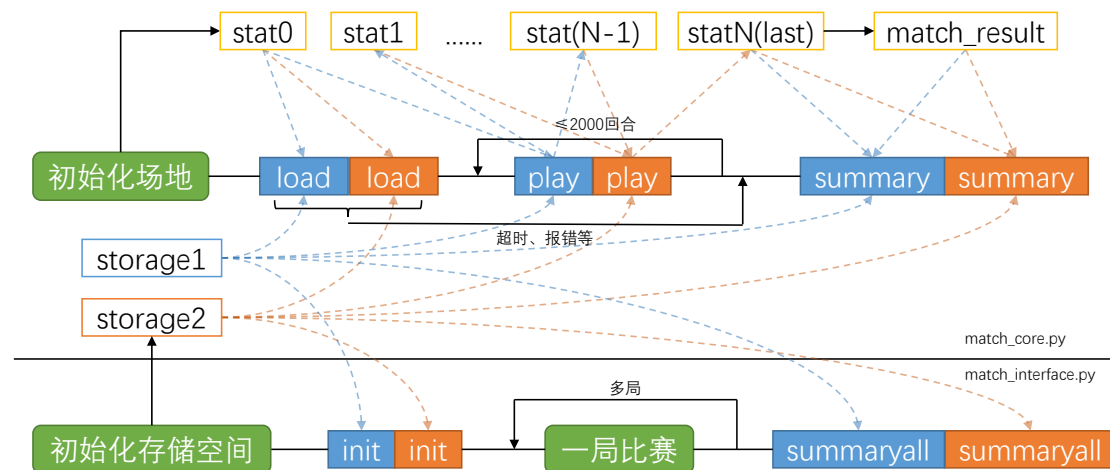 stat0
stat1
......
stat(N-1)
statN(last)
match_result
≤2000回合
初始化场地
load
load
play
play
summary
summary
超时、报错等
storage1
storage2
match_core.py
match_interface.py
多局
初始化存储空间
init
init
一局比赛
summaryall
summaryall